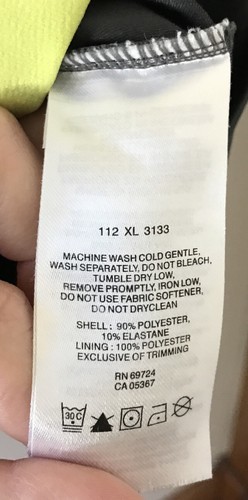 112 XL 3133
MACHINE WASH COLD GENTLE,
WASH SEPARATELY, DO NOT BLEACH,
TUMBLE DRY LOW,
REMOVE PROMPTLY, IRON LOW,
DO NOT USE FABRIC SOFTENER,
DO NOT DRYCLEAN
SHELL : 90% POLYESTER,
10% ELASTANE
LINING : 100% POLYESTER
EXCLUSIVE OF TRIMMING
RN 69724
CA 05367
30C